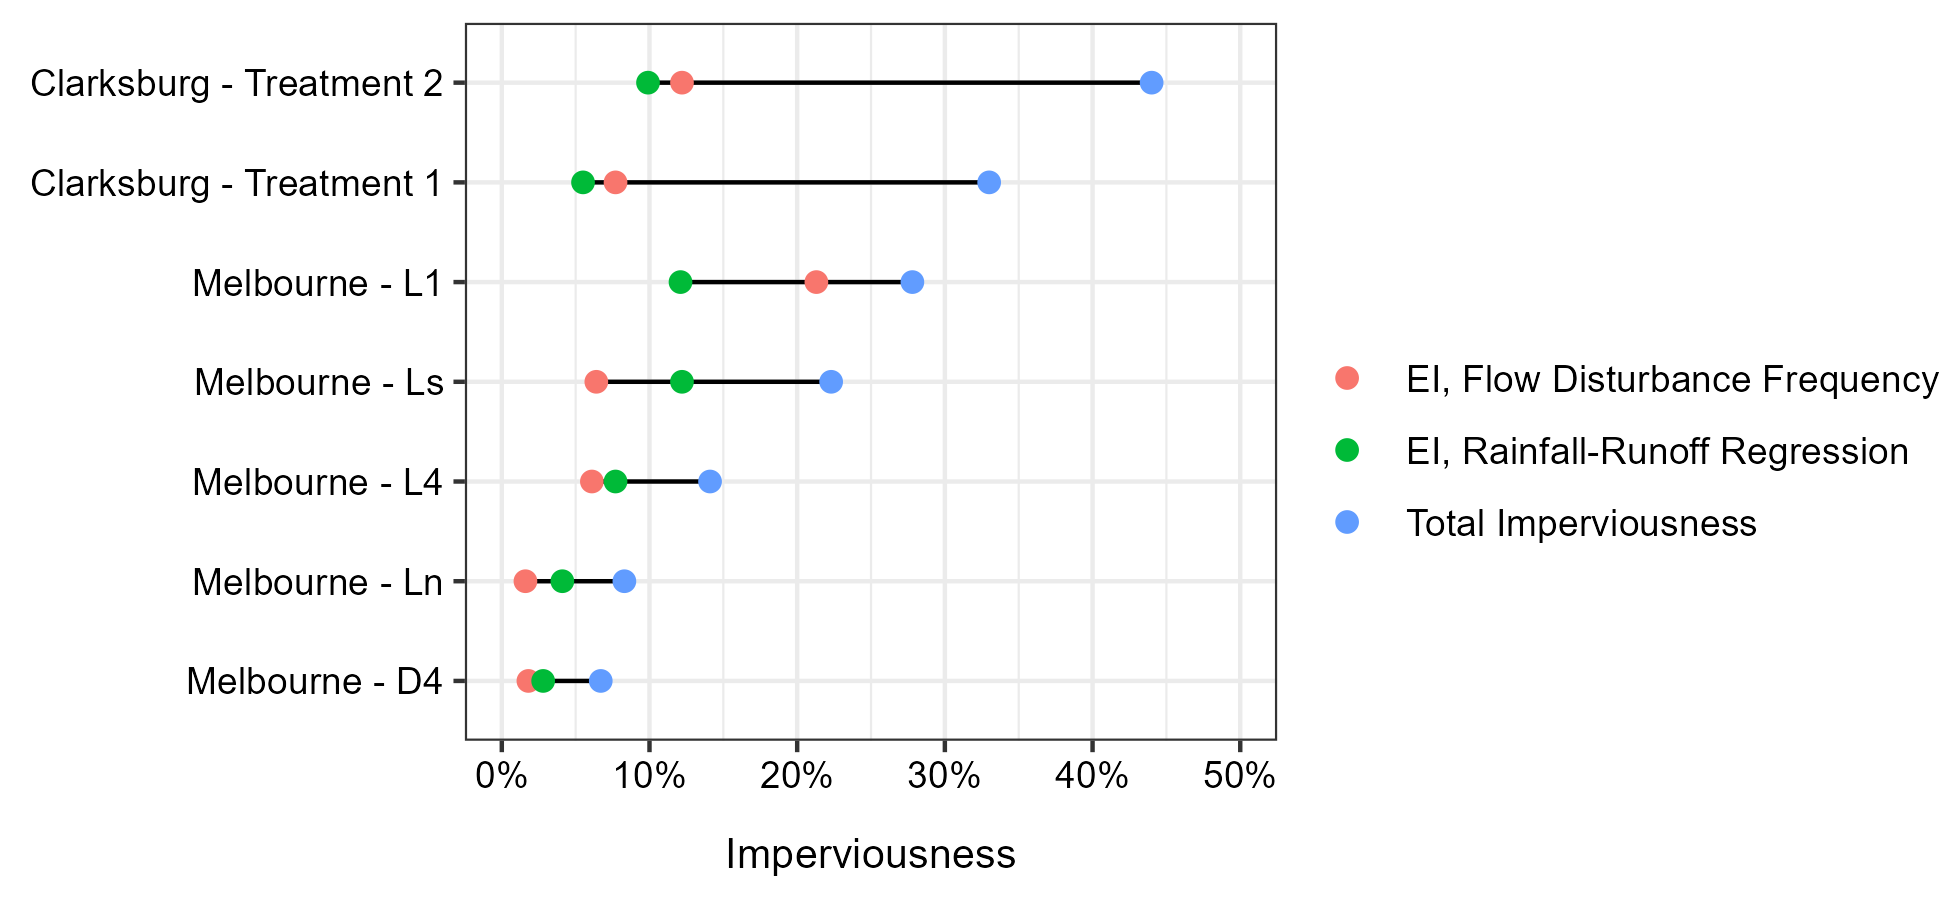 Clarksburg - Treatment 2
Clarksburg - Treatment 1
Melbourne - L1
Melbourne - Ls
Melbourne - L4
Melbourne - Ln
Melbourne - D4
0% 10% 20% 30% 40% 50%
Imperviousness
EI, Flow Disturbance Frequency
EI, Rainfall-Runoff Regression
Total Imperviousness